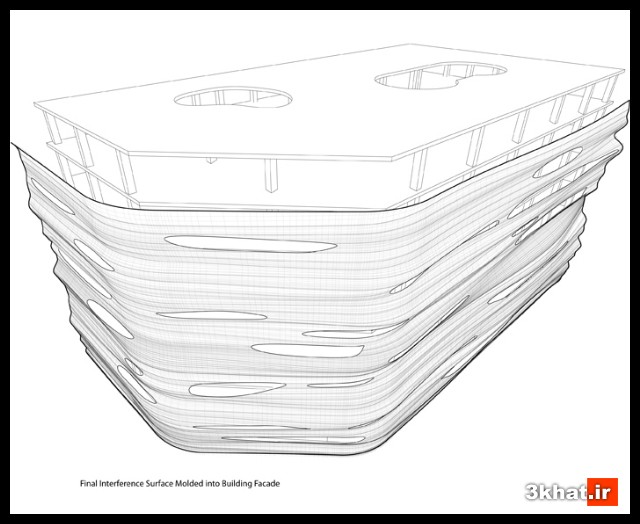 Final Interference Surface Molded into Building Facade
3khat.ir